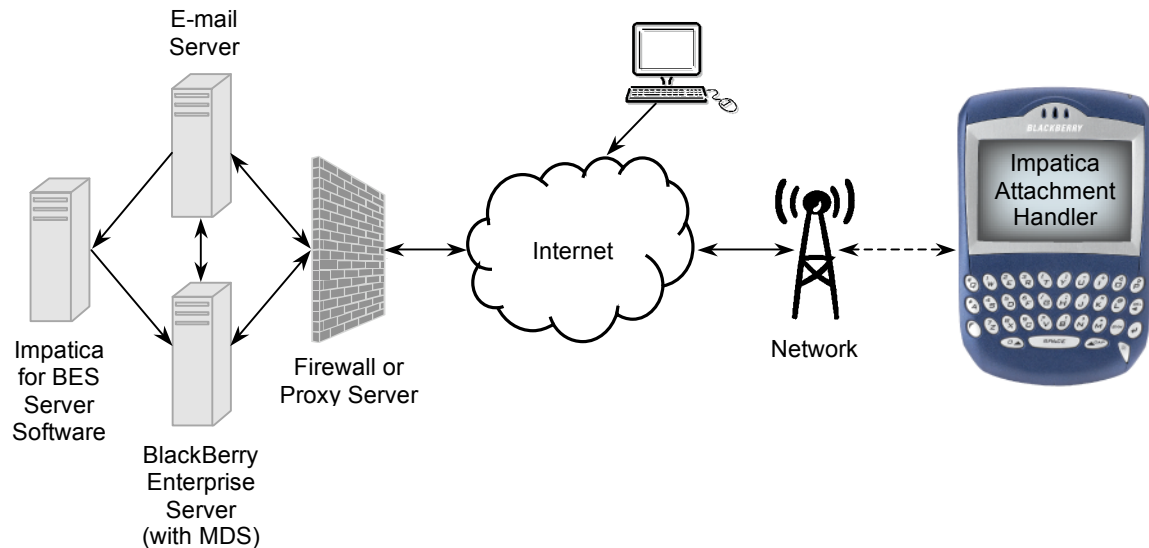 E-mail
Server
BLACKBERRY
Impatica
Attachment
Handler
Internet
Impatica
for BES
Server
Software
Firewall or
Proxy Server
Network
BlackBerry
Enterprise
Server
(with MDS)
SPACE